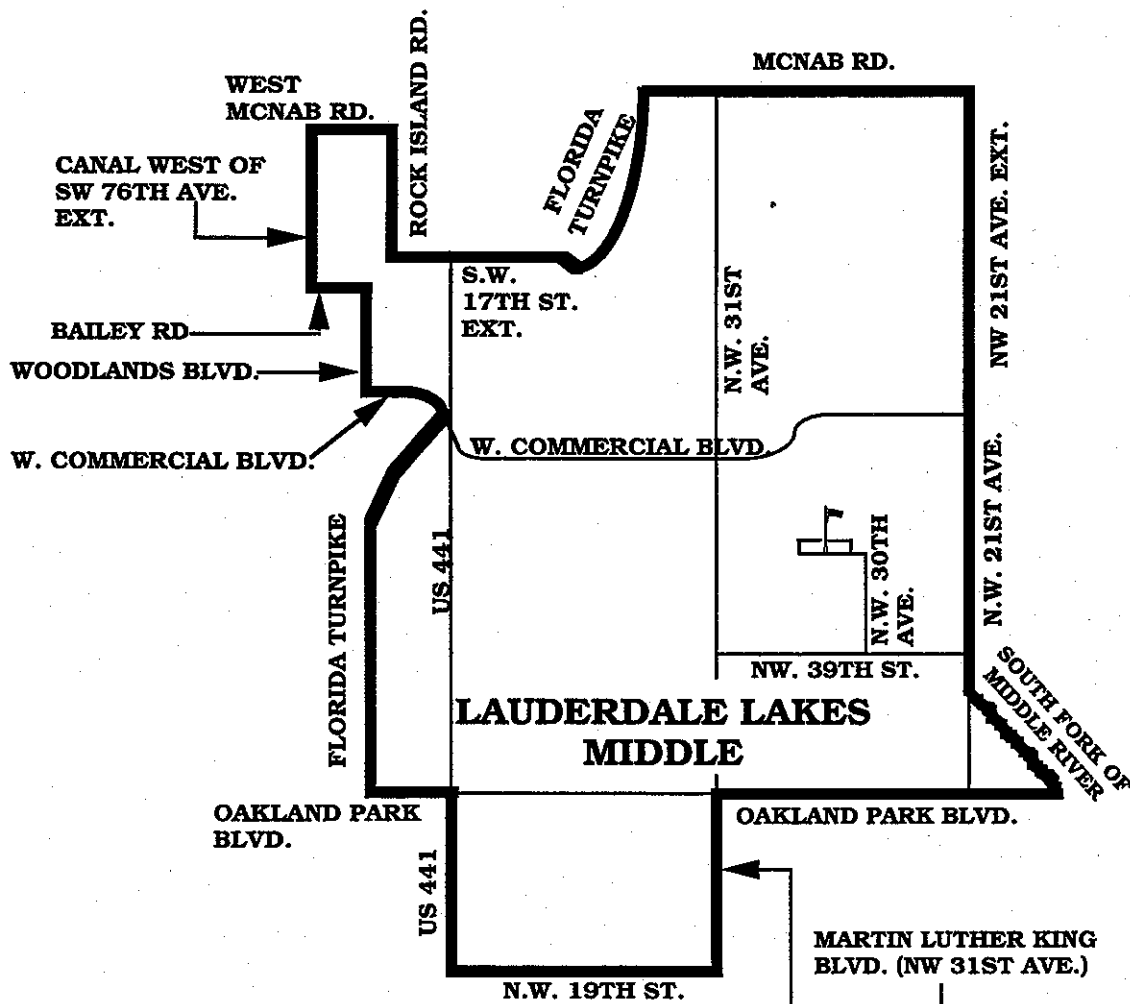 MCNAB RD.
ROCK ISLAND RD.
WEST
MCNAB RD.
FLORIDA
TURNPIKE
CANAL WEST OF
SW 76TH AVE.
EXT.
NW 21ST AVE. EXT.
S.W.
17TH ST.
EXT.
N.W. 31ST
AVE.
BAILEY RD
WOODLANDS BLVD.
W. COMMERCIAL BLVD.
W. COMMERCIAL BLVD.
N.W. 21ST AVE.
FLORIDA TURNPIKE
US 441
N.W. 30TH
AVE.
NW. 39TH ST.
SOUTH FORK OF
MIDDLE RIVER
LAUDERDALE LAKES
MIDDLE
OAKLAND PARK
BLVD.
OAKLAND PARK BLVD.
US 441
MARTIN LUTHER KING
BLVD. (NW 31ST AVE.)
N.W. 19TH ST.